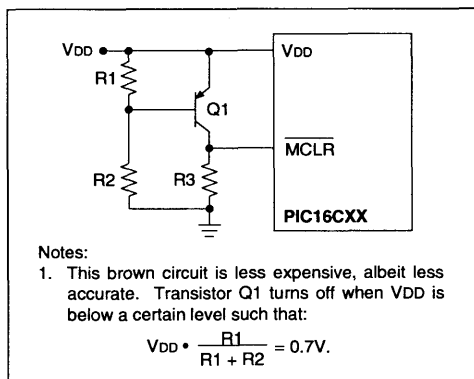 VDD VDD
R1
Q1
MCLR
R2 R3
PIC16CXX
Notes:
1. This brown circuit is less expensive, albeit less
accurate. Transistor Q1 turns off when VDD is
below a certain level such that:
VDD • R1 / R1 + R2 = 0.7V.